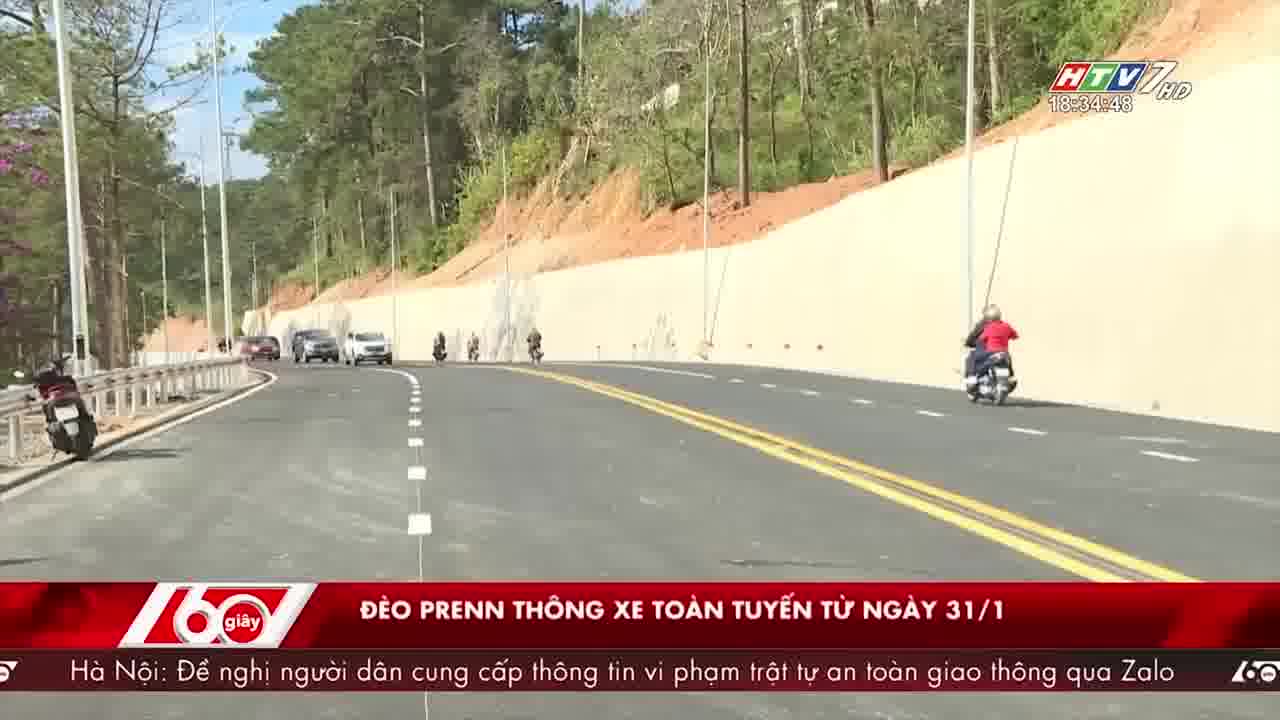 HTV7 HD
18:34:48
60 giây
ĐÈO PRENN THÔNG XE TOÀN TUYẾN TỪ NGÀY 31/1
Hà Nội: Đề nghị người dân cung cấp thông tin vi phạm trật tự an toàn giao thông qua Zalo